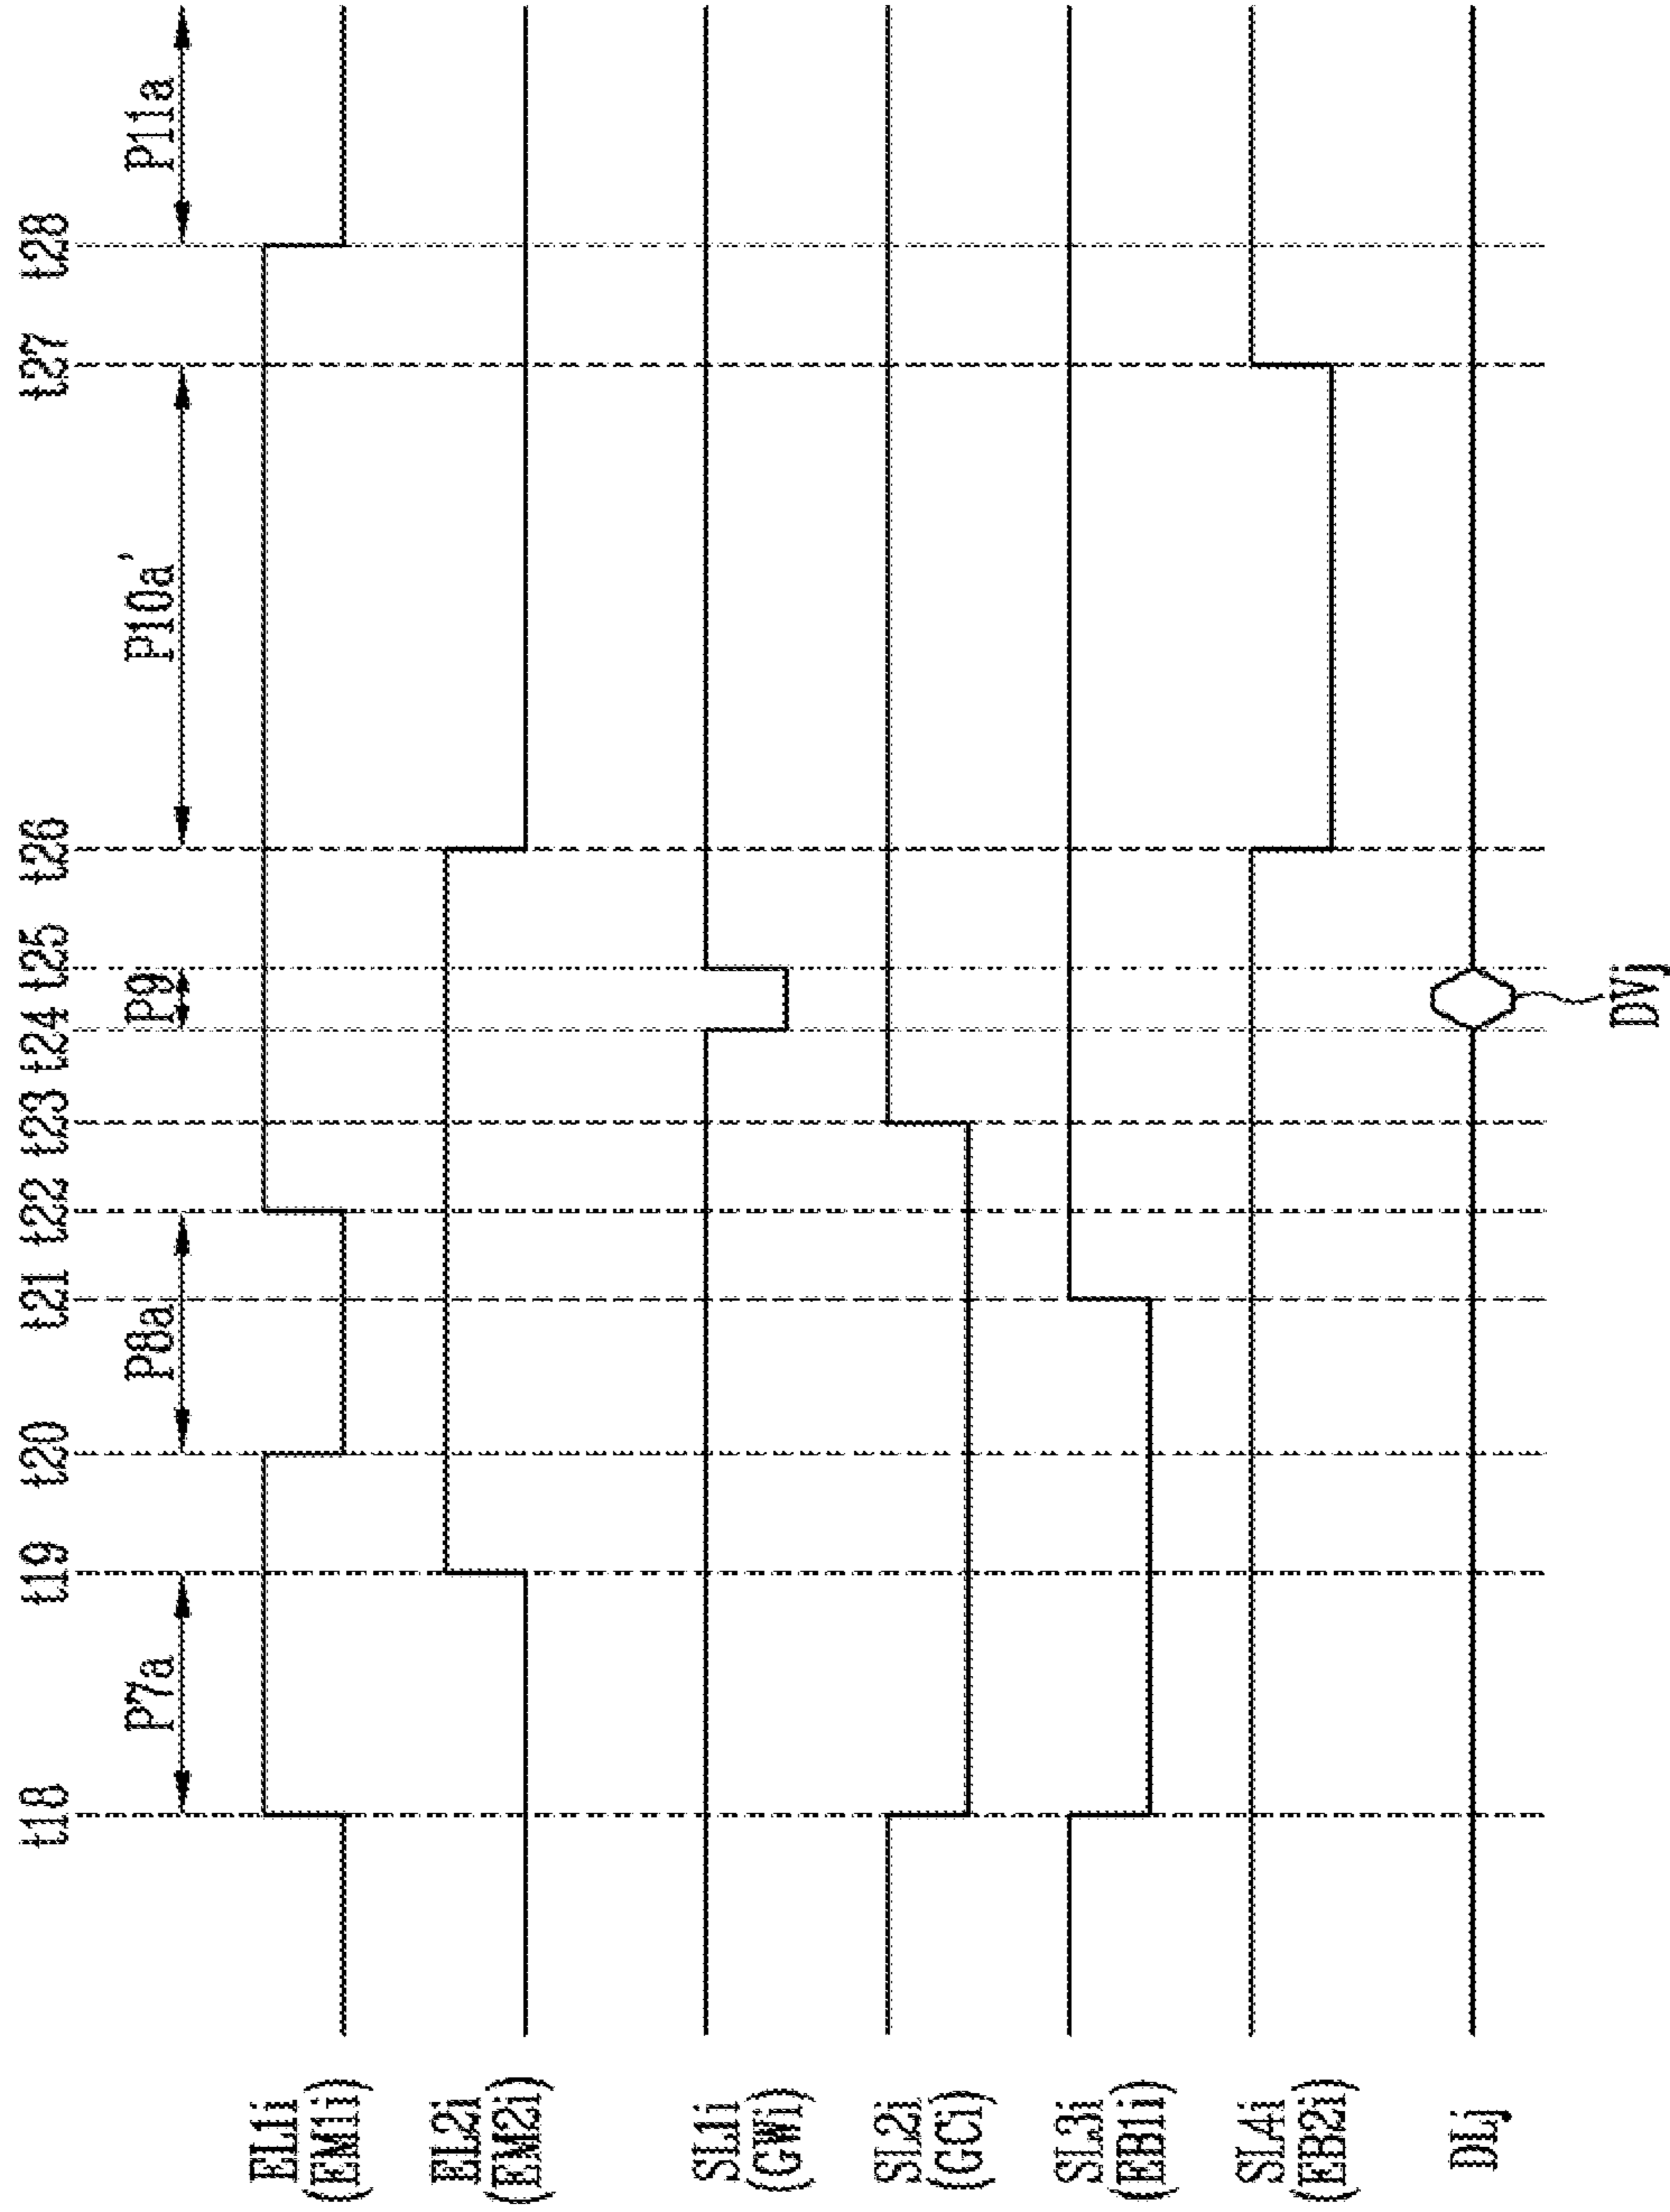 t18 t19 t20 t21 t22 t23 t24 t25 t26 t27 t28
P7a P8a P9 P10a' P11a
EL1i
(EM1i)
EL2i
(EM2i)
SL1i
(GWi)
SL2i
(GCi)
SL3i
(EB1i)
SL4i
(EB2i)
DLj
DVj